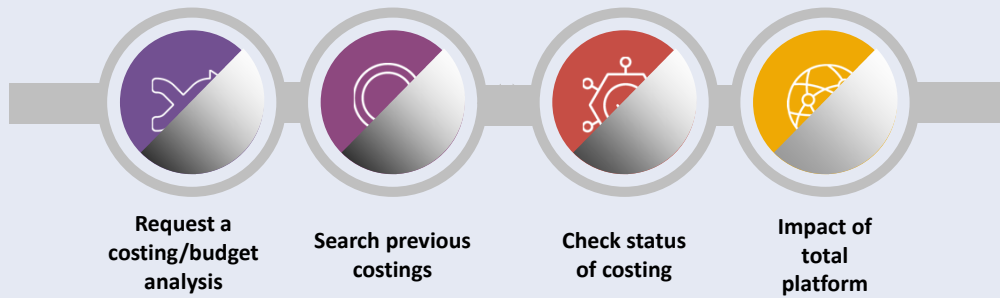 Request a
costing/budget
analysis
Search previous
costings
Check status
of costing
Impact of
total
platform